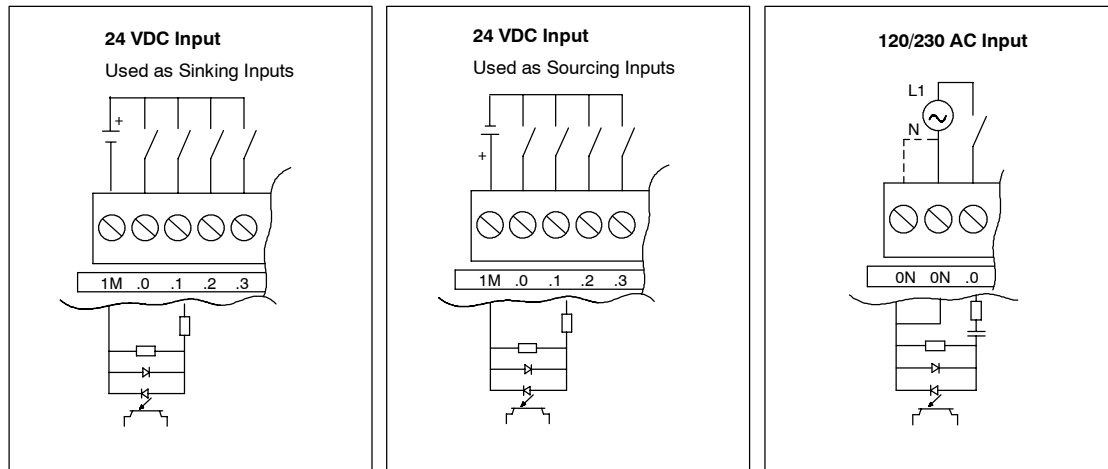 24 VDC Input
Used as Sinking Inputs
+
1M .0 .1 .2 .3
24 VDC Input
Used as Sourcing Inputs
+
1M .0 .1 .2 .3
120/230 AC Input
L1
N
0N 0N .0